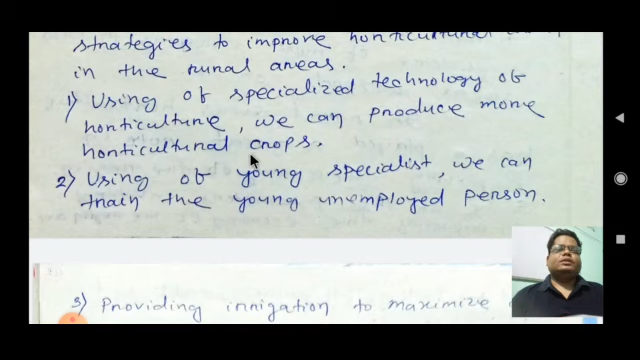 strategies to improve horticultural
in the rural areas.
1) Using of specialized technology of
horticulture, we can produce more
horticultural crops.
2) Using of young specialist, we can
train the young unemployed person.
3) Providing irrigation to maximize